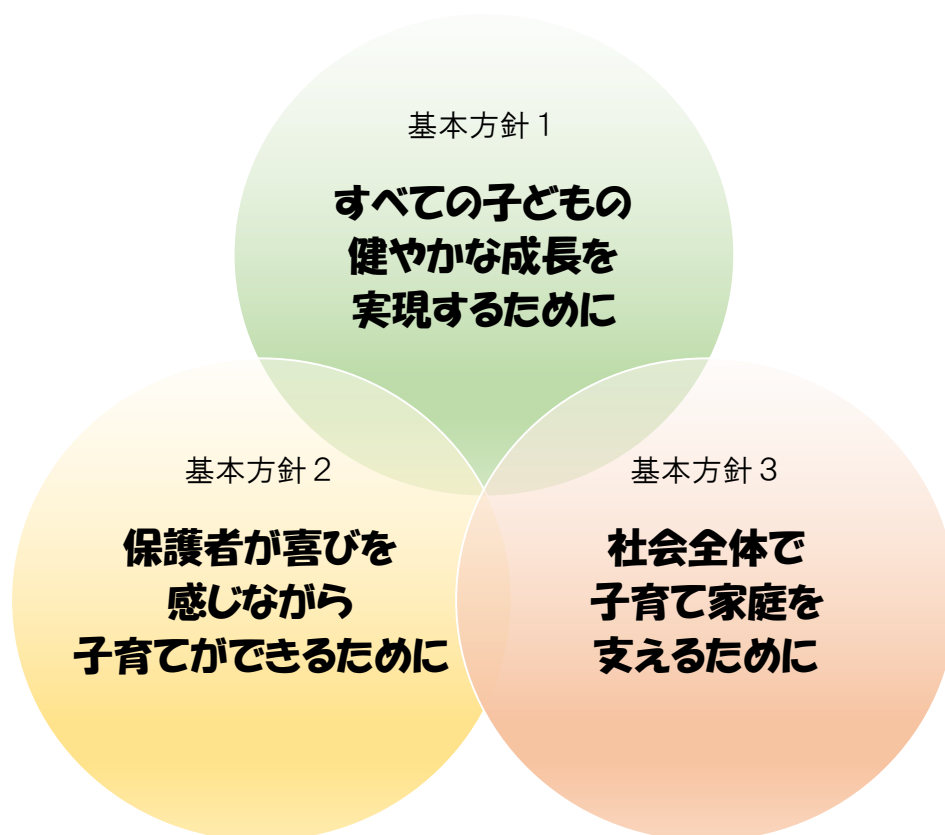 基本方針１
すべての子どもの
健やかな成長を
実現するために
基本方針２
保護者が喜びを
感じながら
子育てができるために
基本方針３
社会全体で
子育て家庭を
支えるために